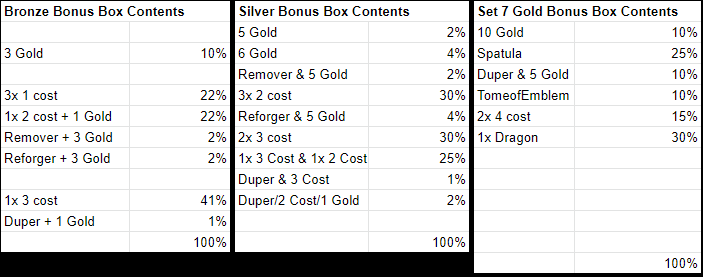 Bronze Bonus Box Contents
3 Gold 10%
3x 1 cost 22%
1x 2 cost + 1 Gold 22%
Remover + 3 Gold 2%
Reforger + 3 Gold 2%
1x 3 cost 41%
Duper + 1 Gold 1%
100%
Silver Bonus Box Contents
5 Gold 2%
6 Gold 4%
Remover & 5 Gold 2%
3x 2 cost 30%
Reforger & 5 Gold 4%
2x 3 cost 30%
1x 3 Cost & 1x 2 Cost 25%
Duper & 3 Cost 1%
Duper/2 Cost/1 Gold 2%
100%
Set 7 Gold Bonus Box Contents
10 Gold 10%
Spatula 25%
Duper & 5 Gold 10%
TomeofEmblem 10%
2x 4 cost 15%
1x Dragon 30%
100%